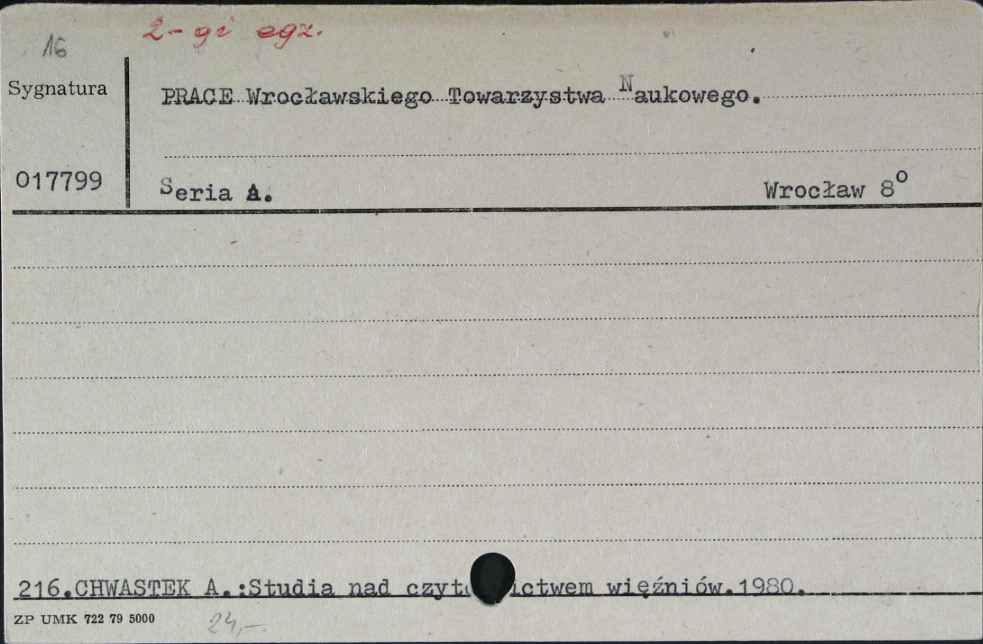 16
2-gi egz.
Sygnatura
PRACE Wrocławskiego Towarzystwa Naukowego.
017799
Seria A. Wrocław 8º
216.CHWASTEK A.:Studia nad więźniów.1980.
ZP UMK 722 79 5000
24,-